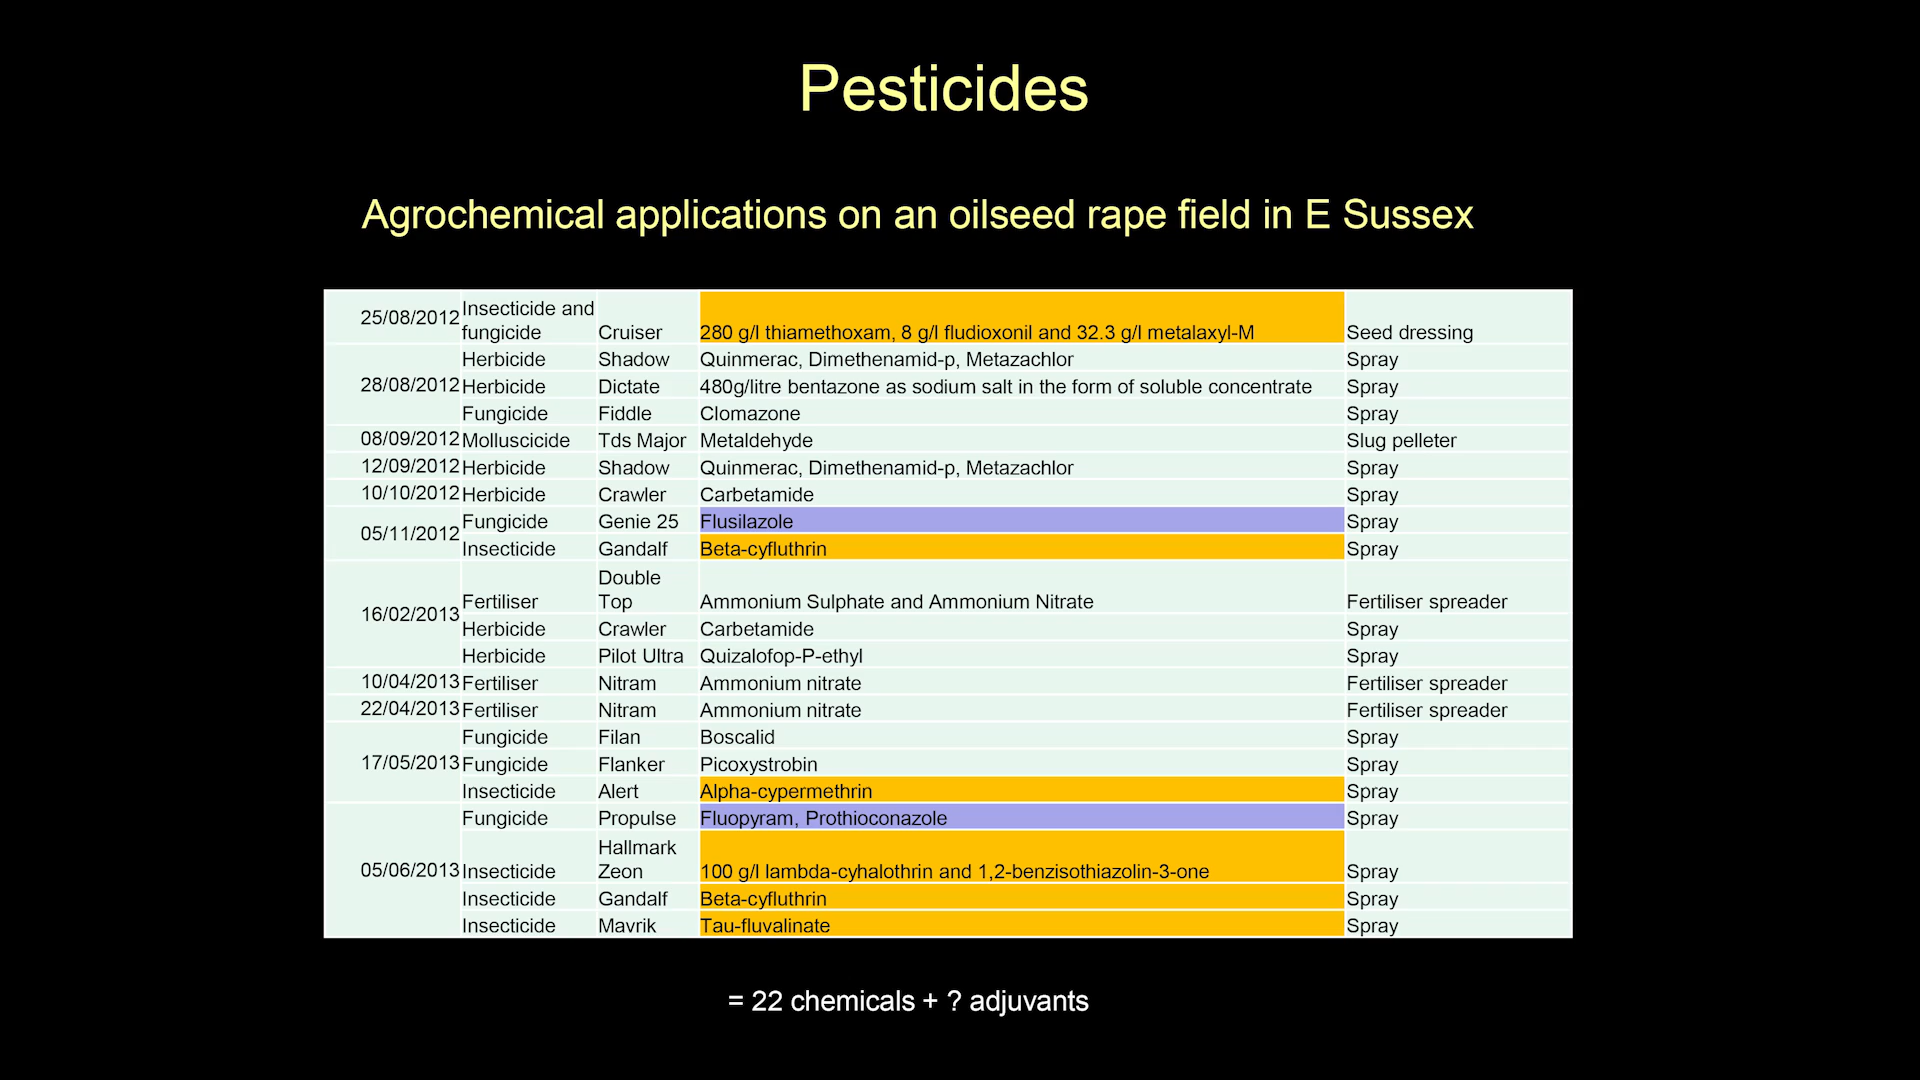 Pesticides
Agrochemical applications on an oilseed rape field in E Sussex
25/08/2012 Insecticide and fungicide Cruiser 280 g/l thiamethoxam, 8 g/l fludioxonil and 32.3 g/l metalaxyl-M Seed dressing
28/08/2012 Herbicide Shadow Quinmerac, Dimethenamid-p, Metazachlor Spray
Herbicide Dictate 480g/litre bentazone as sodium salt in the form of soluble concentrate Spray
Fungicide Fiddle Clomazone Spray
08/09/2012 Molluscicide Tds Major Metaldehyde Slug pelleter
12/09/2012 Herbicide Shadow Quinmerac, Dimethenamid-p, Metazachlor Spray
10/10/2012 Herbicide Crawler Carbetamide Spray
05/11/2012 Fungicide Genie 25 Flusilazole Spray
Insecticide Gandalf Beta-cyfluthrin Spray
16/02/2013 Fertiliser Double Top Ammonium Sulphate and Ammonium Nitrate Fertiliser spreader
Herbicide Crawler Carbetamide Spray
Herbicide Pilot Ultra Quizalofop-P-ethyl Spray
10/04/2013 Fertiliser Nitram Ammonium nitrate Fertiliser spreader
22/04/2013 Fertiliser Nitram Ammonium nitrate Fertiliser spreader
17/05/2013 Fungicide Filan Boscalid Spray
Fungicide Flanker Picoxystrobin Spray
Insecticide Alert Alpha-cypermethrin Spray
05/06/2013 Fungicide Propulse Fluopyram, Prothioconazole Spray
Insecticide Hallmark Zeon 100 g/l lambda-cyhalothrin and 1,2-benzisothiazolin-3-one Spray
Insecticide Gandalf Beta-cyfluthrin Spray
Insecticide Mavrik Tau-fluvalinate Spray
= 22 chemicals + ? adjuvants